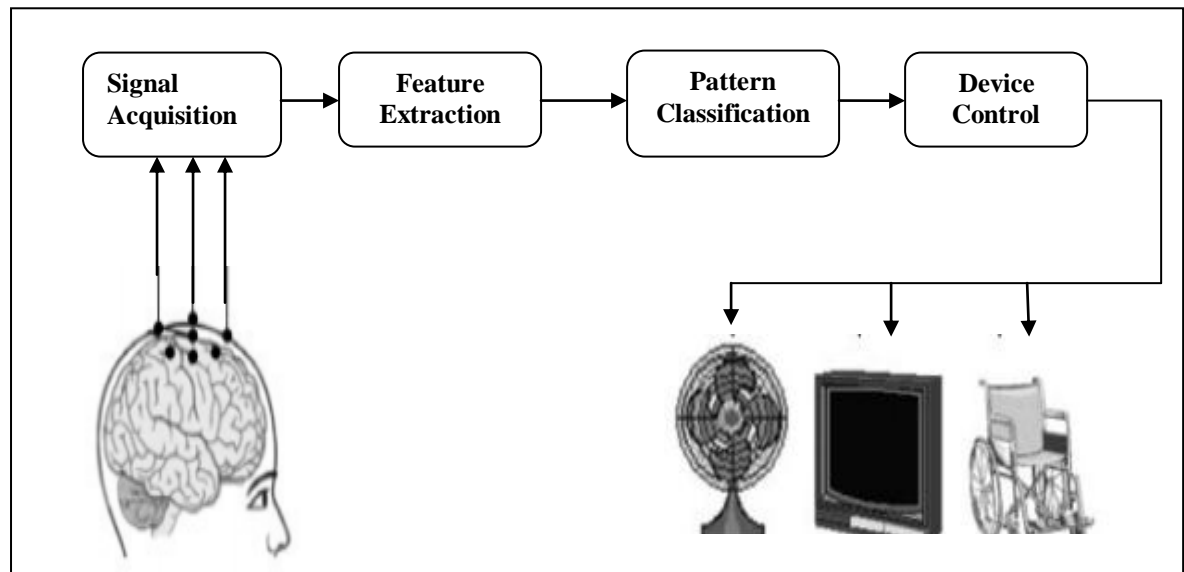 Signal
Acquisition
Feature
Extraction
Pattern
Classification
Device
Control